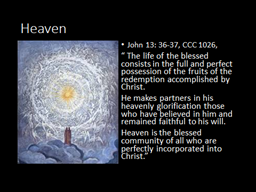 Heaven
• John 13: 36-37, CCC 1026,
“ The life of the blessed
consists in the full and perfect
possession of the fruits of the
redemption accomplished by
Christ.
He makes partners in his
heavenly glorification those
who have believed in him and
remained faithful to his will.
Heaven is the blessed
community of all who are
perfectly incorporated into
Christ.”